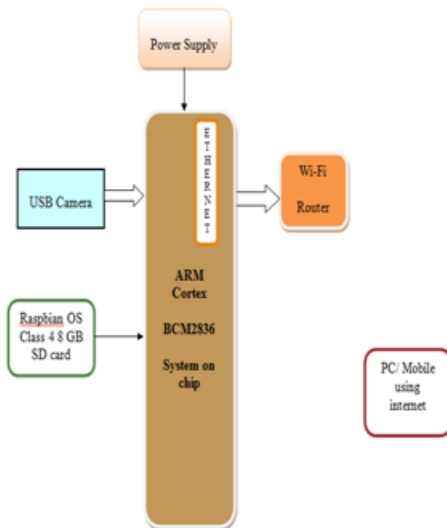 Power Supply
ETHERNET
USB Camera
Wi-Fi
Router
ARM
Cortex
BCM2836
System on
chip
Raspbian OS
Class 4 8 GB
SD card
PC/ Mobile
using
internet